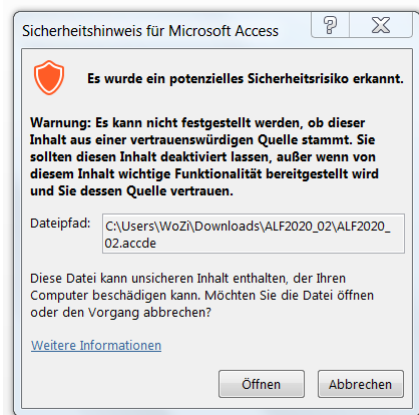 Sicherheitshinweis für Microsoft Access
Es wurde ein potenzielles Sicherheitsrisiko erkannt.
Warnung: Es kann nicht festgestellt werden, ob dieser
Inhalt aus einer vertrauenswürdigen Quelle stammt. Sie
sollten diesen Inhalt deaktiviert lassen, außer wenn von
diesem Inhalt wichtige Funktionalität bereitgestellt wird
und Sie dessen Quelle vertrauen.
Dateipfad: C:\Users\WoZi\Downloads\ALF2020_02\ALF2020_
02.accde
Diese Datei kann unsicheren Inhalt enthalten, der Ihren
Computer beschädigen kann. Möchten Sie die Datei öffnen
oder den Vorgang abbrechen?
Weitere Informationen
Öffnen Abbrechen